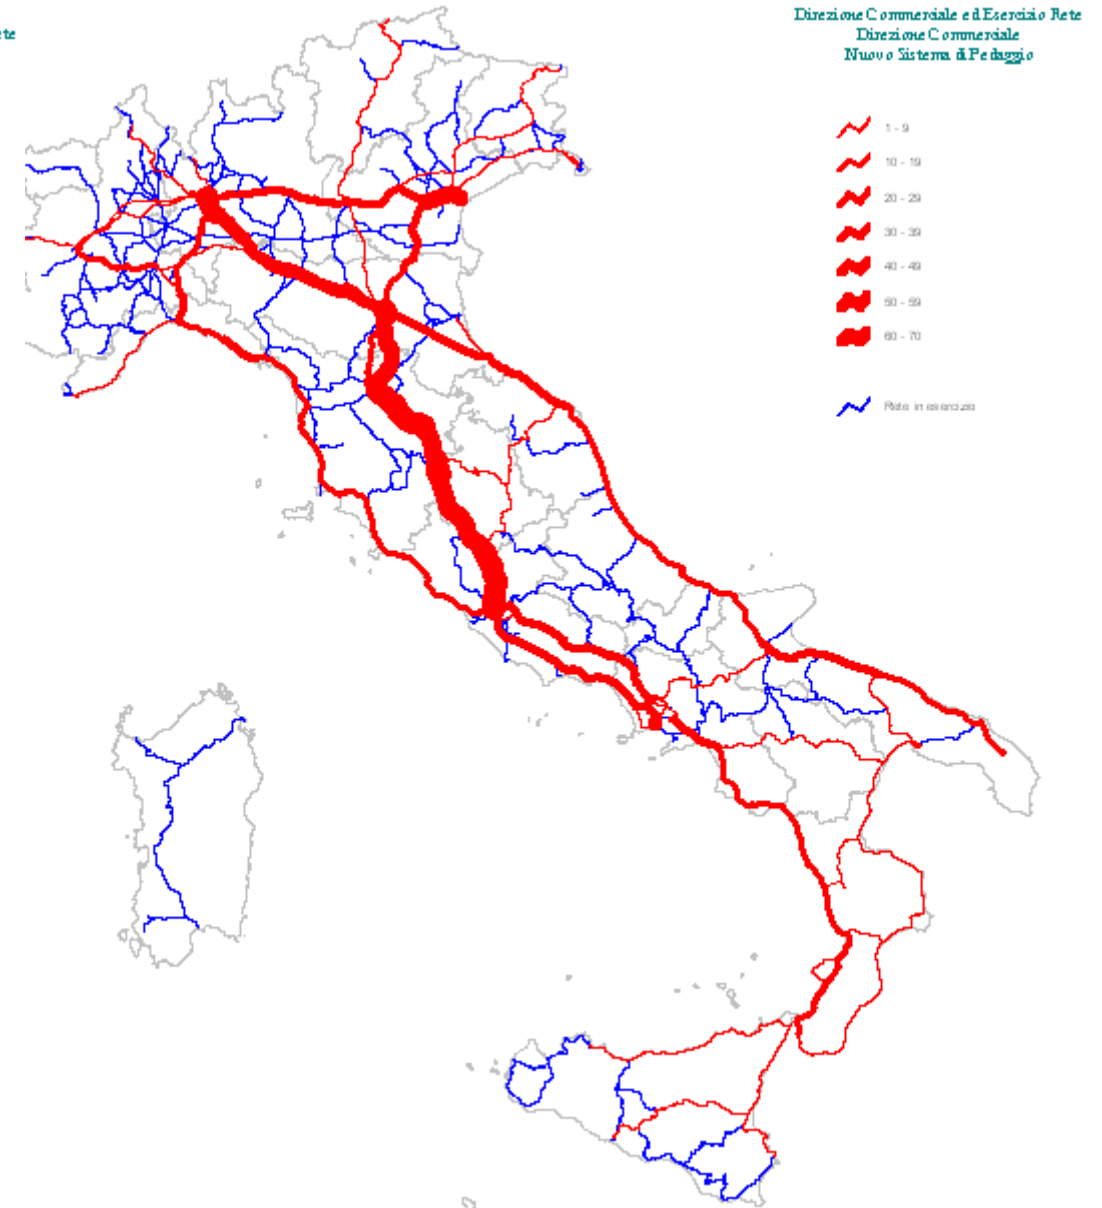 Direzione Commerciale ed Esercizio Rete
ete
Direzione Commerciale
Nuovo Sistema di Pedaggio
1 - 9
10 - 19
20 - 29
30 - 39
40 - 49
50 - 59
60 - 70
Rete in esercizio